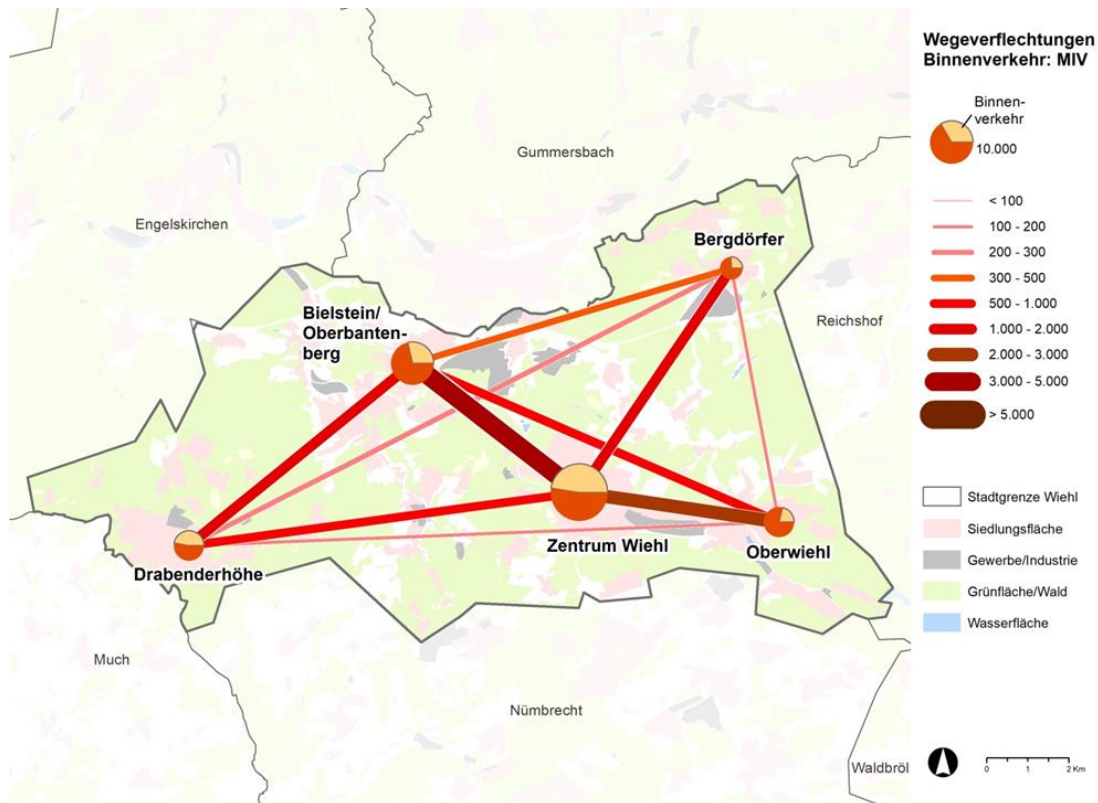 Wegeverflechtungen
Binnenverkehr: MIV
Binnen-
verkehr
10.000
< 100
100 - 200
200 - 300
300 - 500
500 - 1.000
1.000 - 2.000
2.000 - 3.000
3.000 - 5.000
> 5.000
Stadtgrenze Wiehl
Siedlungsfläche
Gewerbe/Industrie
Grünfläche/Wald
Wasserfläche
0 1 2 Km
Gummersbach
Engelskirchen
Bergdörfer
Bielstein/
Oberbanten-
berg
Reichshof
Zentrum Wiehl
Oberwiehl
Drabenderhöhe
Much
Nümbrecht
Waldbröl